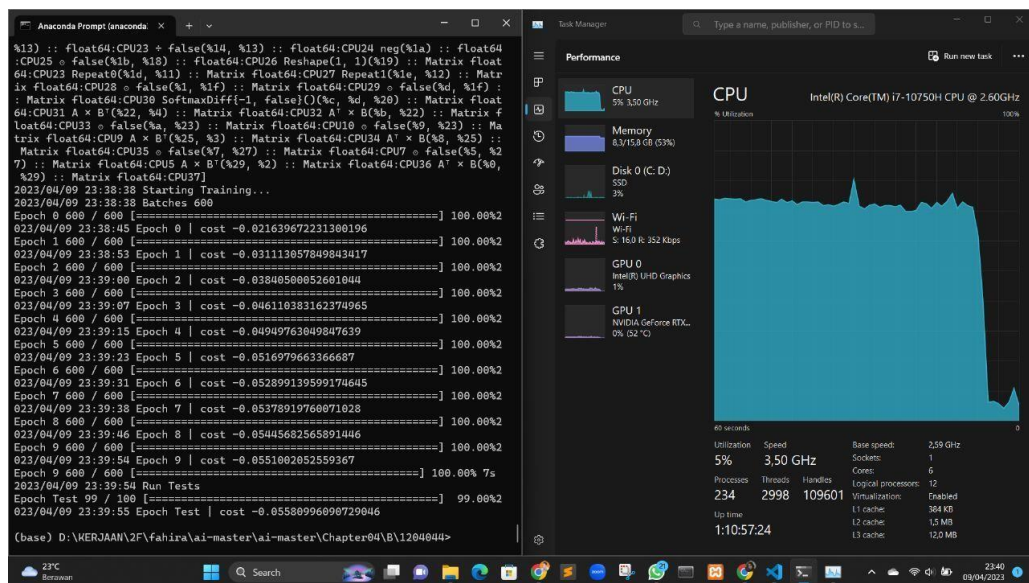 Anaconda Prompt (anaconda:
%13) :: float64:CPU23 ÷ false(%14, %13) :: float64:CPU24 neg(%1a) :: float64
:CPU25 ⊙ false(%1b, %18) :: float64:CPU26 Reshape(1, 1)(%19) :: Matrix float
64:CPU23 Repeat0(%1d, %11) :: Matrix float64:CPU27 Repeat1(%1e, %12) :: Matr
ix float64:CPU28 ⊙ false(%1, %1f) :: Matrix float64:CPU29 ⊙ false(%d, %1f) :
: Matrix float64:CPU30 SoftmaxDiff{-1, false}()(%c, %d, %20) :: Matrix float
64:CPU31 A × Bᵀ(%22, %4) :: Matrix float64:CPU32 Aᵀ × B(%b, %22) :: Matrix f
loat64:CPU33 ⊙ false(%a, %23) :: Matrix float64:CPU10 ⊙ false(%9, %23) :: Ma
trix float64:CPU9 A × Bᵀ(%25, %3) :: Matrix float64:CPU34 Aᵀ × B(%8, %25) ::
Matrix float64:CPU35 ⊙ false(%7, %27) :: Matrix float64:CPU7 ⊙ false(%5, %2
7) :: Matrix float64:CPU5 A × Bᵀ(%29, %2) :: Matrix float64:CPU36 Aᵀ × B(%0,
%29) :: Matrix float64:CPU37]
2023/04/09 23:38:38 Starting Training...
2023/04/09 23:38:38 Batches 600
Epoch 0 600 / 600 [======================================] 100.00%2
023/04/09 23:38:45 Epoch 0 | cost -0.021639672231300196
Epoch 1 600 / 600 [======================================] 100.00%2
023/04/09 23:38:53 Epoch 1 | cost -0.031113057849843417
Epoch 2 600 / 600 [======================================] 100.00%2
023/04/09 23:39:00 Epoch 2 | cost -0.03840500052601044
Epoch 3 600 / 600 [======================================] 100.00%2
023/04/09 23:39:07 Epoch 3 | cost -0.046110383162374965
Epoch 4 600 / 600 [======================================] 100.00%2
023/04/09 23:39:15 Epoch 4 | cost -0.04949763049847639
Epoch 5 600 / 600 [======================================] 100.00%2
023/04/09 23:39:23 Epoch 5 | cost -0.0516979663366687
Epoch 6 600 / 600 [======================================] 100.00%2
023/04/09 23:39:31 Epoch 6 | cost -0.052899139599174645
Epoch 7 600 / 600 [======================================] 100.00%2
023/04/09 23:39:38 Epoch 7 | cost -0.05378919760071028
Epoch 8 600 / 600 [======================================] 100.00%2
023/04/09 23:39:46 Epoch 8 | cost -0.05445682565891446
Epoch 9 600 / 600 [======================================] 100.00%2
023/04/09 23:39:54 Epoch 9 | cost -0.0551002052559367
Epoch 9 600 / 600 [===================================] 100.00% 7s
2023/04/09 23:39:54 Run Tests
Epoch Test 99 / 100 [====================================] 99.00%2
023/04/09 23:39:55 Epoch Test | cost -0.05580996090729046
(base) D:\KERJAAN\2F\fahira\ai-master\ai-master\Chapter04\B\1204044>
Task Manager
Type a name, publisher, or PID to s...
Performance
Run new task
CPU
5% 3,50 GHz
Memory
8,3/15,8 GB (53%)
Disk 0 (C: D:)
SSD
3%
Wi-Fi
Wi-Fi
S: 16,0 R: 352 Kbps
GPU 0
Intel(R) UHD Graphics
1%
GPU 1
NVIDIA GeForce RTX...
0% (52 °C)
CPU
Intel(R) Core(TM) i7-10750H CPU @ 2.60GHz
% Utilization
100%
60 seconds
0
Utilization
5%
Speed
3,50 GHz
Processes
234
Threads
2998
Handles
109601
Up time
1:10:57:24
Base speed: 2,59 GHz
Sockets: 1
Cores: 6
Logical processors: 12
Virtualization: Enabled
L1 cache: 384 KB
L2 cache: 1,5 MB
L3 cache: 12,0 MB
23°C
Berawan
Search
23:40
09/04/2023